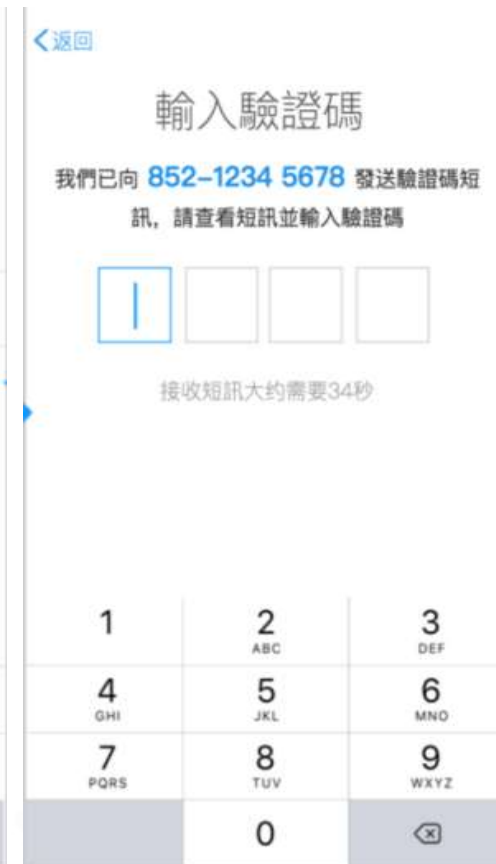 返回
輸入驗證碼
我們已向 852-1234 5678 發送驗證碼短
訊，請查看短訊並輸入驗證碼
接收短訊大约需要34秒
1 2 3
ABC DEF
4 5 6
GHI JKL MNO
7 8 9
PQRS TUV WXYZ
0